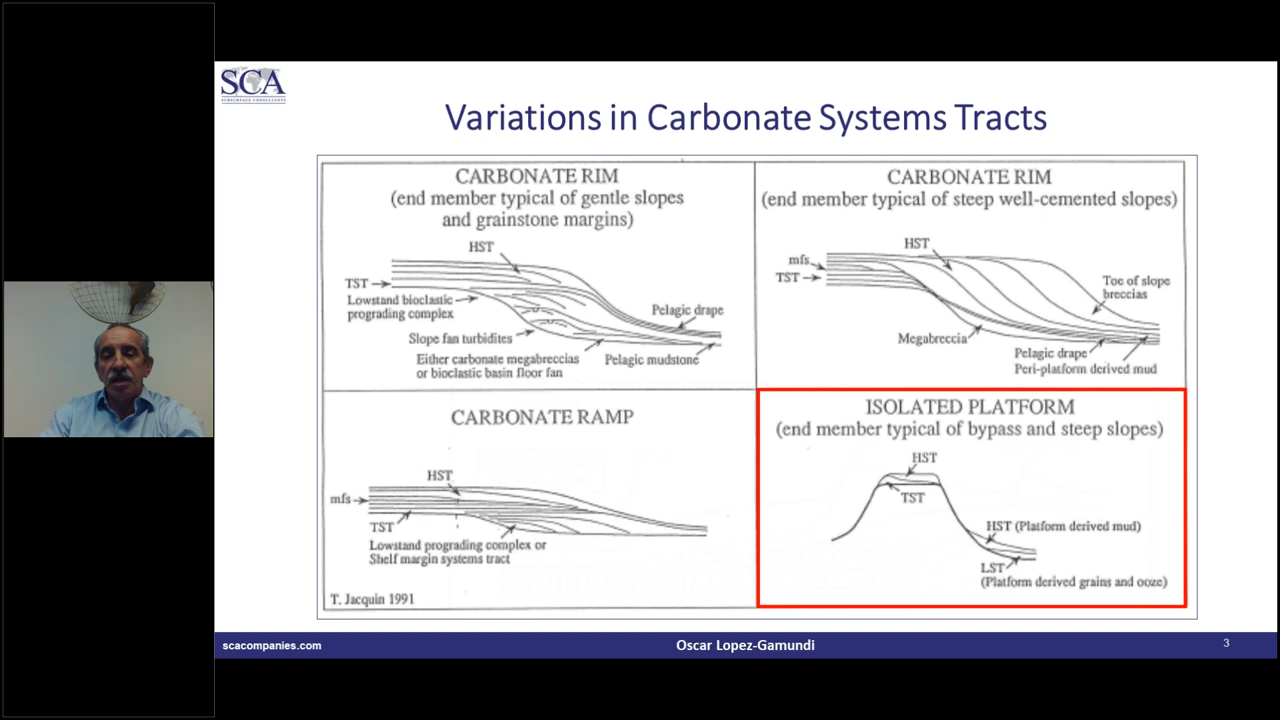 SCA
SUBSURFACE CONSULTANTS
Variations in Carbonate Systems Tracts
CARBONATE RIM
(end member typical of gentle slopes
and grainstone margins)
HST
TST
Lowstand bioclastic
prograding complex
Slope fan turbidites
Either carbonate megabreccias
or bioclastic basin floor fan
Pelagic drape
Pelagic mudstone
CARBONATE RIM
(end member typical of steep well-cemented slopes)
HST
mfs
TST
Toe of slope
breccias
Megabreccia
Pelagic drape
Peri-platform derived mud
CARBONATE RAMP
HST
mfs
TST
Lowstand prograding complex or
Shelf margin systems tract
T. Jacquin 1991
ISOLATED PLATFORM
(end member typical of bypass and steep slopes)
HST
TST
HST (Platform derived mud)
LST
(Platform derived grains and ooze)
scacompanies.com
Oscar Lopez-Gamundi
3